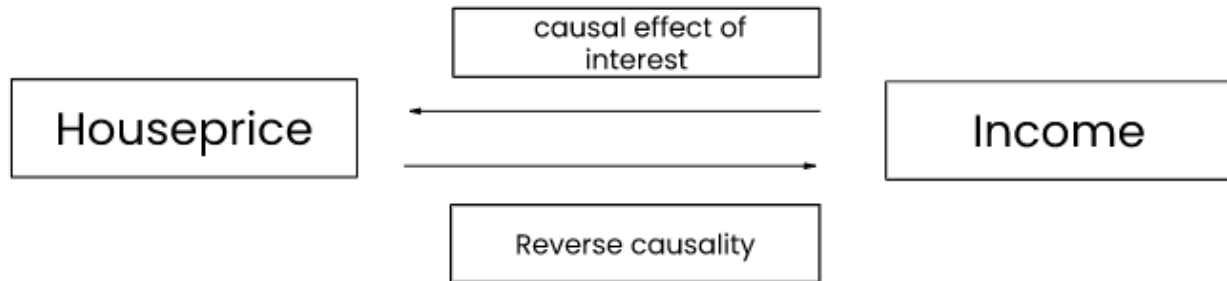 causal effect of
interest
Houseprice
Income
Reverse causality